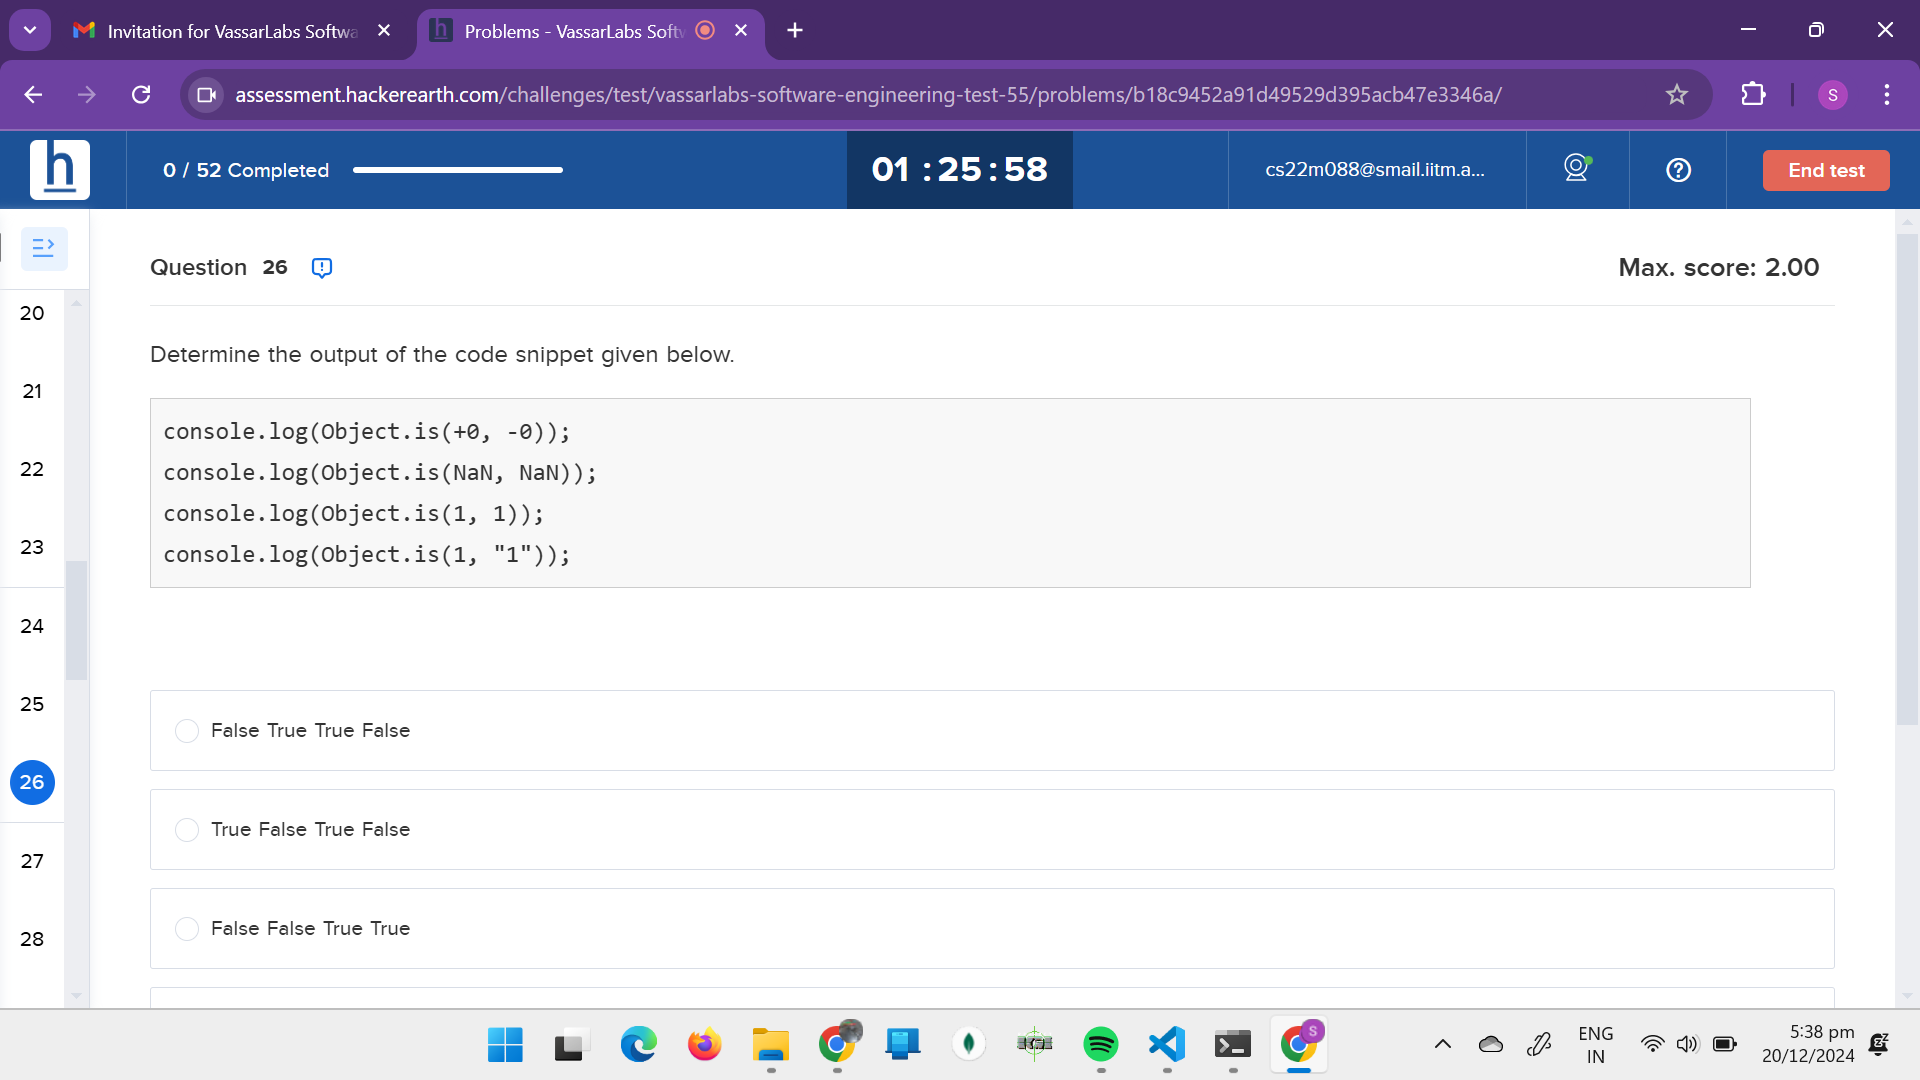 Invitation for VassarLabs Softwa
Problems - VassarLabs Softw
assessment.hackerearth.com/challenges/test/vassarlabs-software-engineering-test-55/problems/b18c9452a91d49529d395acb47e3346a/
S
h
0 / 52 Completed
01 : 25 : 58
cs22m088@smail.iitm.a...
End test
Question 26
Max. score: 2.00
20
21
22
23
24
25
26
27
28
Determine the output of the code snippet given below.
console.log(Object.is(+0, -0));
console.log(Object.is(NaN, NaN));
console.log(Object.is(1, 1));
console.log(Object.is(1, "1"));
False True True False
True False True False
False False True True
S
ENG
IN
5:38 pm
20/12/2024